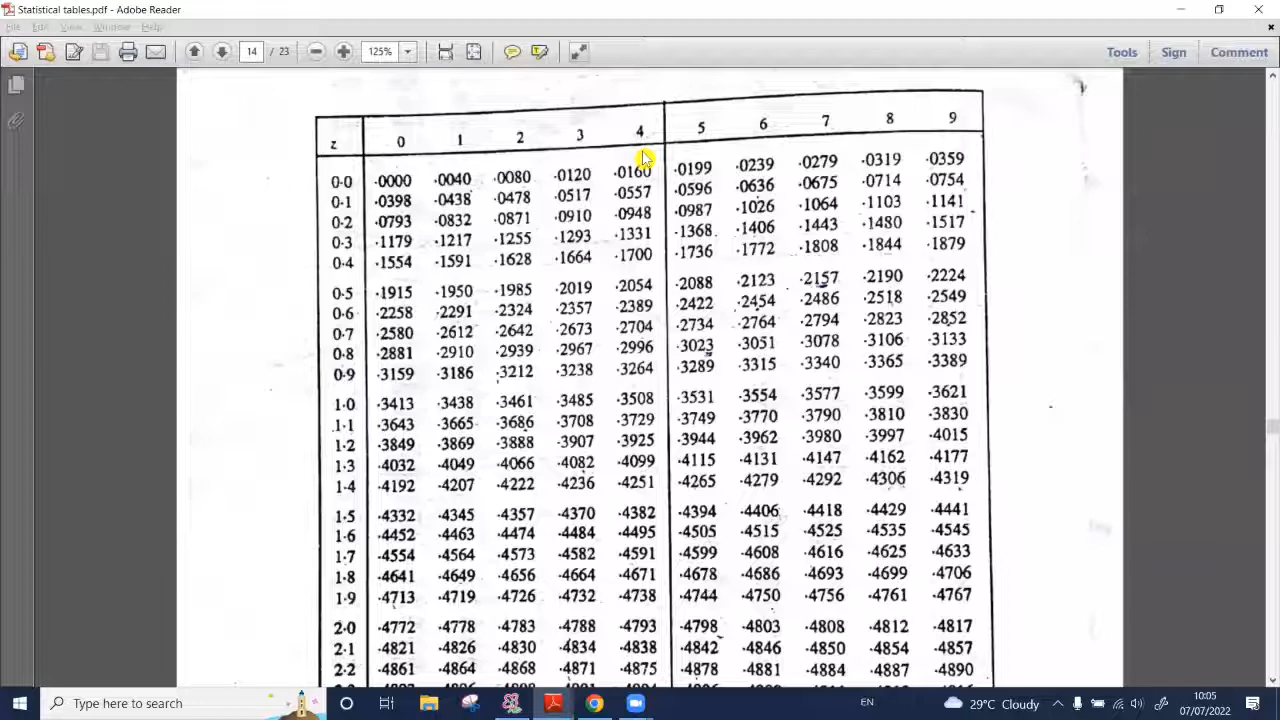 Statistical tables.pdf - Adobe Reader
File Edit View Window Help
14 / 23 125% Tools Sign Comment
z 0 1 2 3 4 5 6 7 8 9
0·0 ·0000 ·0040 ·0080 ·0120 ·0160 ·0199 ·0239 ·0279 ·0319 ·0359
0·1 ·0398 ·0438 ·0478 ·0517 ·0557 ·0596 ·0636 ·0675 ·0714 ·0754
0·2 ·0793 ·0832 ·0871 ·0910 ·0948 ·0987 ·1026 ·1064 ·1103 ·1141
0·3 ·1179 ·1217 ·1255 ·1293 ·1331 ·1368 ·1406 ·1443 ·1480 ·1517
0·4 ·1554 ·1591 ·1628 ·1664 ·1700 ·1736 ·1772 ·1808 ·1844 ·1879
0·5 ·1915 ·1950 ·1985 ·2019 ·2054 ·2088 ·2123 ·2157 ·2190 ·2224
0·6 ·2258 ·2291 ·2324 ·2357 ·2389 ·2422 ·2454 ·2486 ·2518 ·2549
0·7 ·2580 ·2612 ·2642 ·2673 ·2704 ·2734 ·2764 ·2794 ·2823 ·2852
0·8 ·2881 ·2910 ·2939 ·2967 ·2996 ·3023 ·3051 ·3078 ·3106 ·3133
0·9 ·3159 ·3186 ·3212 ·3238 ·3264 ·3289 ·3315 ·3340 ·3365 ·3389
1·0 ·3413 ·3438 ·3461 ·3485 ·3508 ·3531 ·3554 ·3577 ·3599 ·3621
1·1 ·3643 ·3665 ·3686 ·3708 ·3729 ·3749 ·3770 ·3790 ·3810 ·3830
1·2 ·3849 ·3869 ·3888 ·3907 ·3925 ·3944 ·3962 ·3980 ·3997 ·4015
1·3 ·4032 ·4049 ·4066 ·4082 ·4099 ·4115 ·4131 ·4147 ·4162 ·4177
1·4 ·4192 ·4207 ·4222 ·4236 ·4251 ·4265 ·4279 ·4292 ·4306 ·4319
1·5 ·4332 ·4345 ·4357 ·4370 ·4382 ·4394 ·4406 ·4418 ·4429 ·4441
1·6 ·4452 ·4463 ·4474 ·4484 ·4495 ·4505 ·4515 ·4525 ·4535 ·4545
1·7 ·4554 ·4564 ·4573 ·4582 ·4591 ·4599 ·4608 ·4616 ·4625 ·4633
1·8 ·4641 ·4649 ·4656 ·4664 ·4671 ·4678 ·4686 ·4693 ·4699 ·4706
1·9 ·4713 ·4719 ·4726 ·4732 ·4738 ·4744 ·4750 ·4756 ·4761 ·4767
2·0 ·4772 ·4778 ·4783 ·4788 ·4793 ·4798 ·4803 ·4808 ·4812 ·4817
2·1 ·4821 ·4826 ·4830 ·4834 ·4838 ·4842 ·4846 ·4850 ·4854 ·4857
2·2 ·4861 ·4864 ·4868 ·4871 ·4875 ·4878 ·4881 ·4884 ·4887 ·4890
Type here to search EN 29°C Cloudy ENG 10:05
07/07/2022